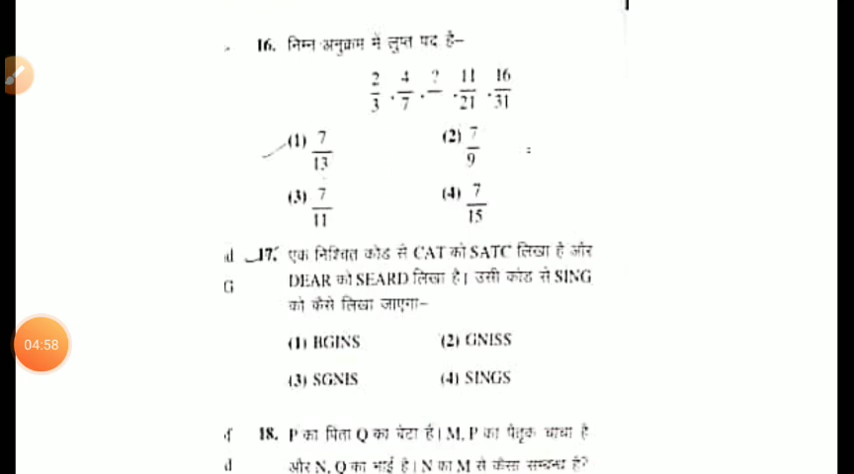 16. निम्न अनुक्रम में लुप्त पद है-
2/3 , 4/7 , ?/ , 11/21 , 16/31
(1) 7/13 (2) 7/9
(3) 7/11 (4) 7/15
17. एक निश्चित कोड से CAT को SATC लिखा है और
DEAR को SEARD लिखा है। उसी कोड से SING
G को कैसे लिखा जाएगा-
(1) BGINS (2) GNISS
04:58
(3) SGNIS (4) SINGS
18. P का पिता Q का बेटा है। M, P का पैतृक चाचा है
d और N, Q का भाई है। N का M से कैसा सम्बन्ध है?